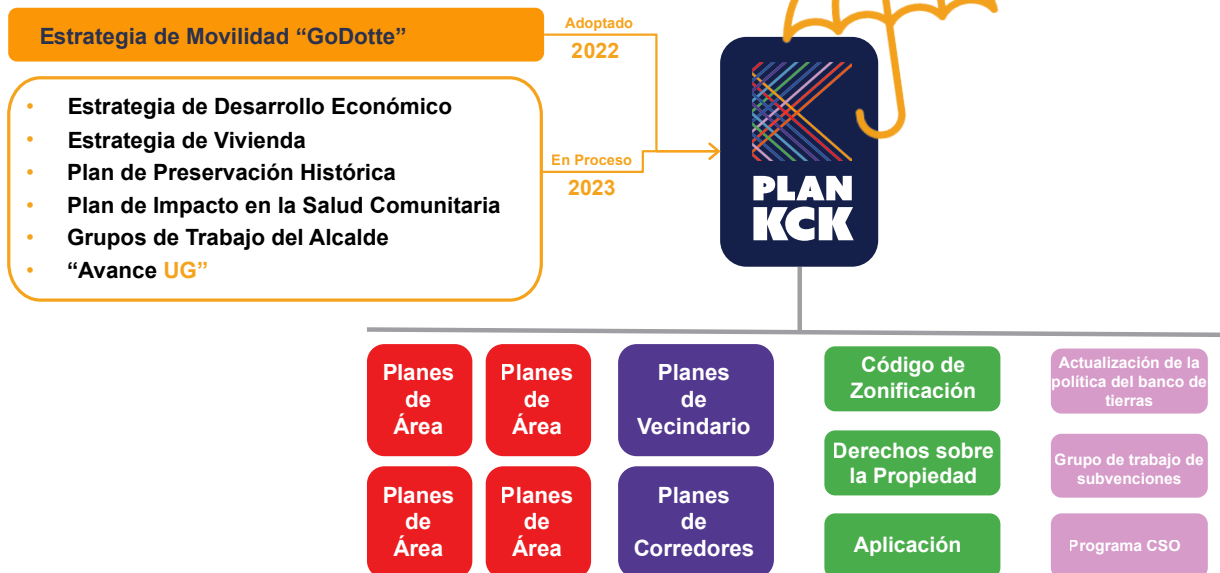 Estrategia de Movilidad “GoDotte”
Adoptado
2022
• Estrategia de Desarrollo Económico
• Estrategia de Vivienda
• Plan de Preservación Histórica
• Plan de Impacto en la Salud Comunitaria
• Grupos de Trabajo del Alcalde
• “Avance UG”
En Proceso
2023
PLAN
KCK
Planes
de
Área
Planes
de
Área
Planes
de
Vecindario
Código de
Zonificación
Actualización de la
política del banco de
tierras
Derechos sobre
la Propiedad
Grupo de trabajo de
subvenciones
Planes
de
Área
Planes
de
Área
Planes
de
Corredores
Aplicación
Programa CSO